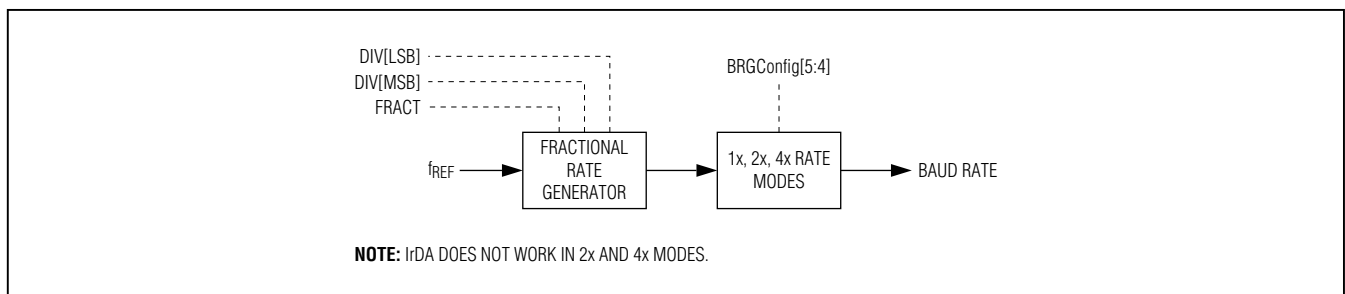 DIV[LSB]
DIV[MSB]
FRACT
BRGConfig[5:4]
fREF
FRACTIONAL
RATE
GENERATOR
1x, 2x, 4x RATE
MODES
BAUD RATE
NOTE: IrDA DOES NOT WORK IN 2x AND 4x MODES.